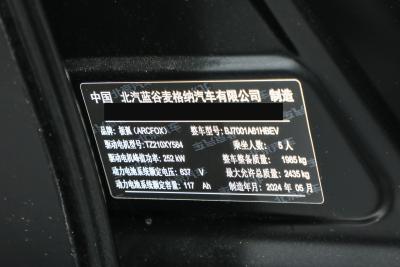 中国 北汽蓝谷麦格纳汽车有限公司 制造
品牌：极狐（ARCFOX） 整车型号：BJ7001A61HBEV
驱动电机型号：TZ210XY564 乘坐人数：5 人
驱动电机峰值功率：252 kW 整车整备质量：1985 kg
动力电池系统额定电压：637 V 最大允许总质量：2435 kg
动力电池系统额定容量：117 Ah 制造年月：2024 年 05 月